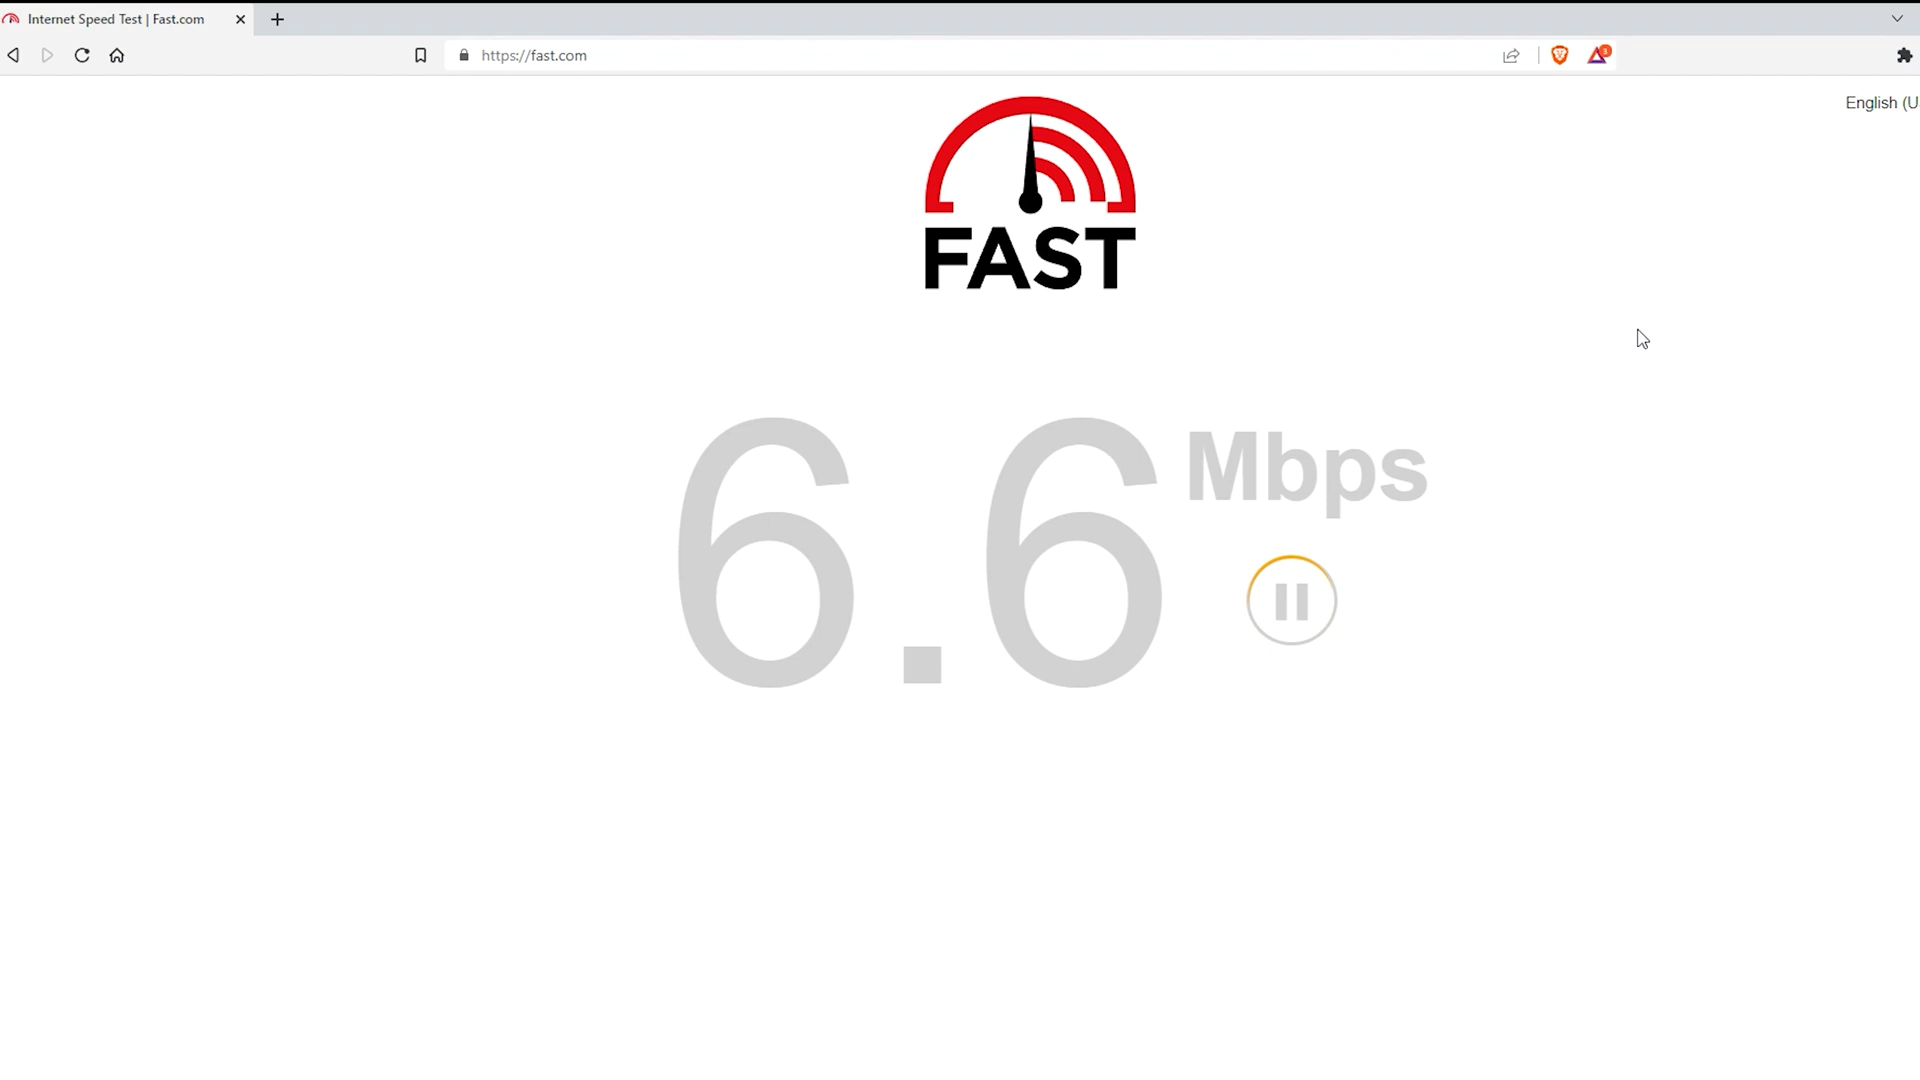 Internet Speed Test | Fast.com
https://fast.com
English (U
FAST
6.6 Mbps